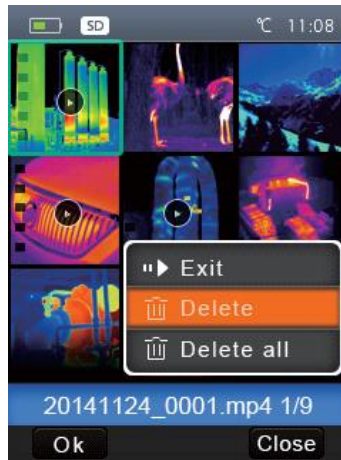 SD ℃ 11:08
Exit
Delete
Delete all
20141124_0001.mp4 1/9
Ok Close